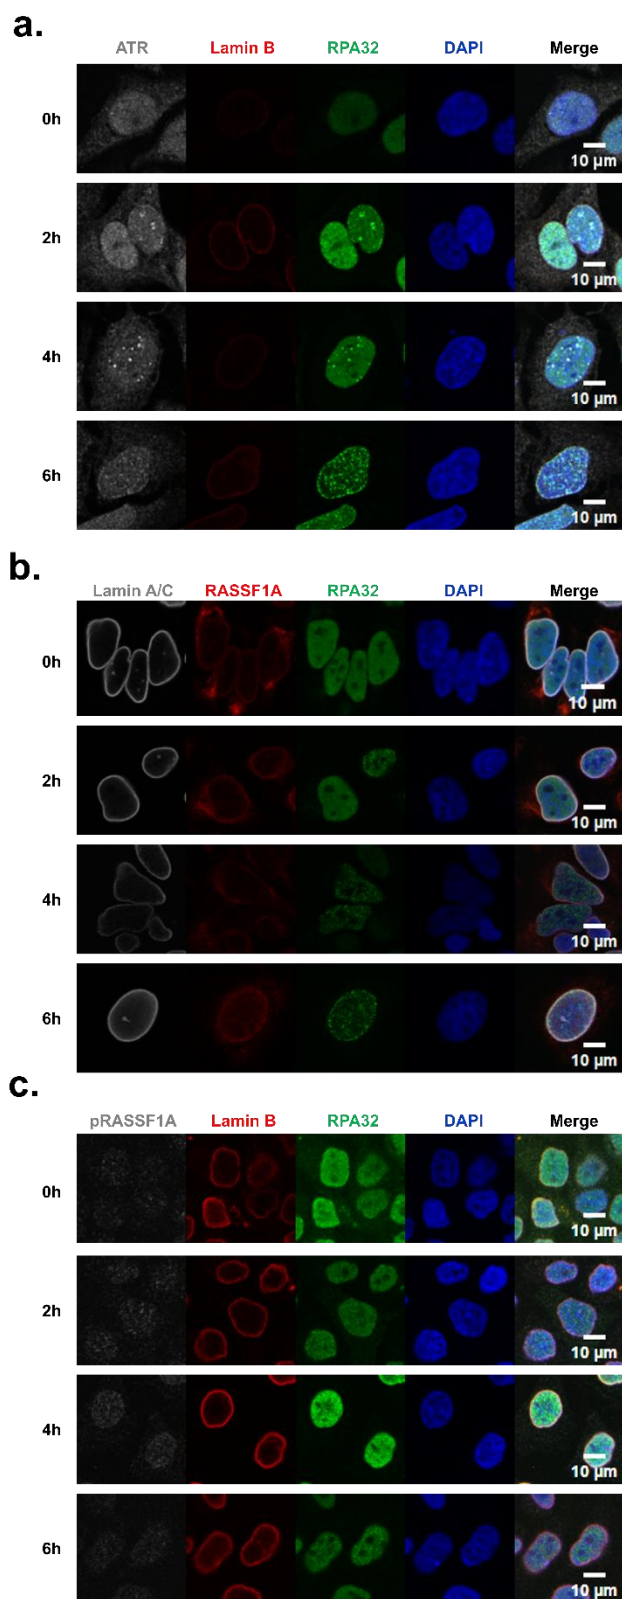 a.
ATR Lamin B RPA32 DAPI Merge
0h
10 µm
2h
10 µm
4h
10 µm
6h
10 µm
b.
Lamin A/C RASSF1A RPA32 DAPI Merge
0h
10 µm
2h
10 µm
4h
10 µm
6h
10 µm
c.
pRASSF1A Lamin B RPA32 DAPI Merge
0h
10 µm
2h
10 µm
4h
10 µm
6h
10 µm